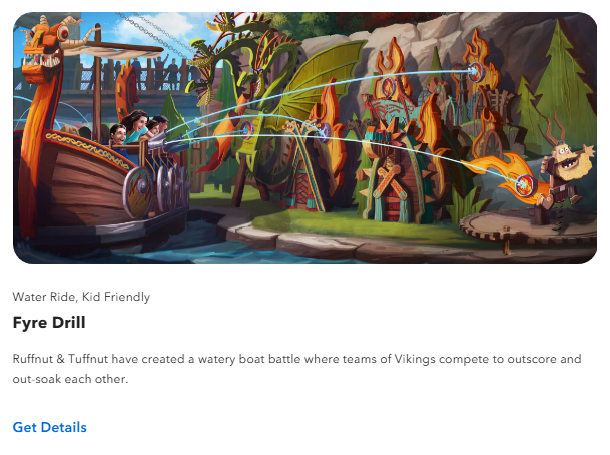 Water Ride, Kid Friendly
Fyre Drill
Ruffnut & Tuffnut have created a watery boat battle where teams of Vikings compete to outscore and
out-soak each other.
Get Details